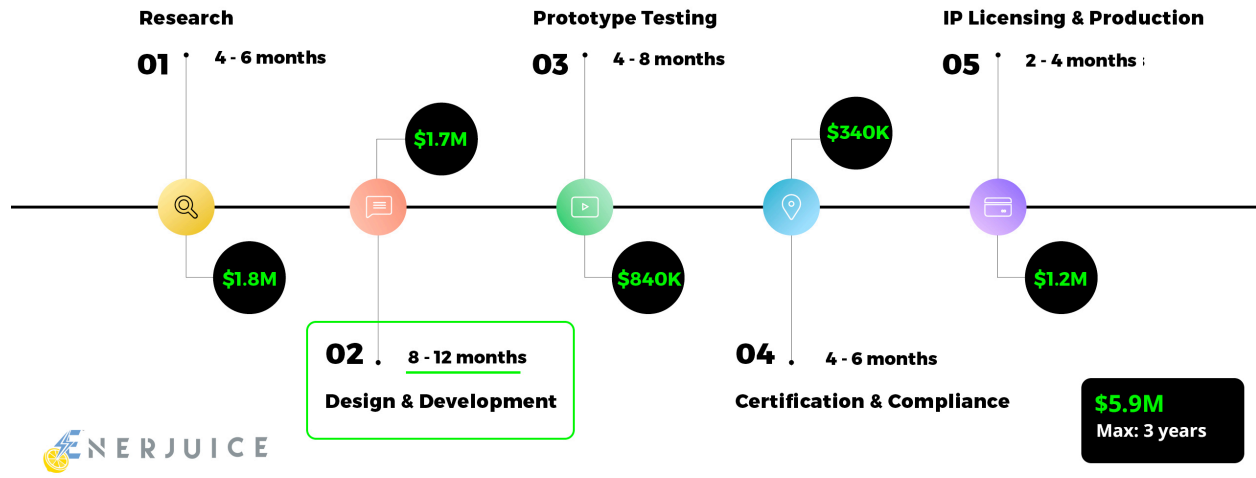 Research
01
4 - 6 months
$1.8M
$1.7M
02
8 - 12 months
Design & Development
Prototype Testing
03
4 - 8 months
$840K
$340K
04
4 - 6 months
Certification & Compliance
IP Licensing & Production
05
2 - 4 months
$1.2M
$5.9M
Max: 3 years
ENERJUICE